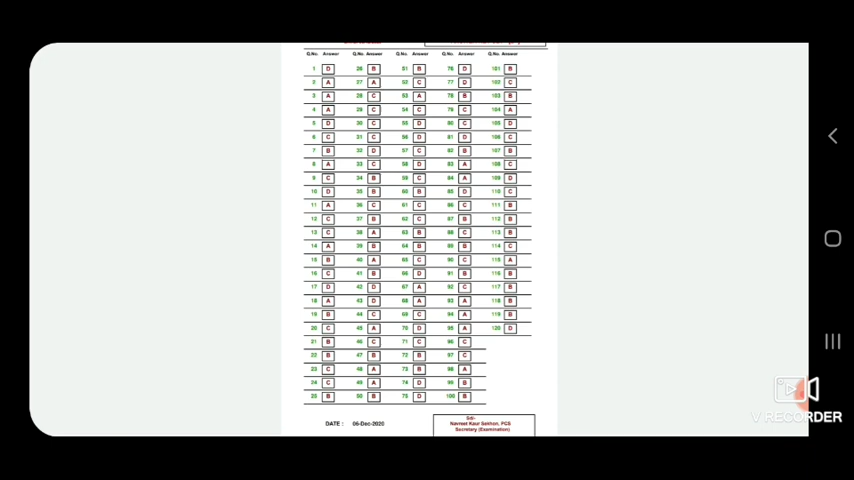 Q.No. Answer Q.No. Answer Q.No. Answer Q.No. Answer Q.No. Answer
1 D 26 B 51 B 76 D 101 B
2 A 27 A 52 C 77 D 102 C
3 A 28 C 53 A 78 B 103 B
4 A 29 C 54 C 79 C 104 A
5 D 30 C 55 D 80 C 105 D
6 C 31 C 56 D 81 D 106 C
7 B 32 D 57 C 82 B 107 B
8 A 33 C 58 D 83 A 108 C
9 C 34 B 59 C 84 A 109 D
10 D 35 B 60 B 85 D 110 C
11 A 36 C 61 C 86 C 111 B
12 C 37 B 62 C 87 B 112 B
13 C 38 A 63 B 88 C 113 B
14 A 39 B 64 B 89 B 114 C
15 B 40 A 65 C 90 C 115 A
16 C 41 B 66 D 91 B 116 B
17 D 42 D 67 A 92 C 117 B
18 A 43 D 68 A 93 A 118 B
19 B 44 C 69 C 94 A 119 B
20 C 45 A 70 D 95 A 120 D
21 B 46 C 71 C 96 C
22 B 47 B 72 B 97 C
23 C 48 A 73 B 98 A
24 C 49 A 74 D 99 B
25 B 50 B 75 D 100 B
DATE : 06-Dec-2020
Sd/-
Navneet Kaur Sekhon, FCS
Secretary (Examination)
V RECORDER